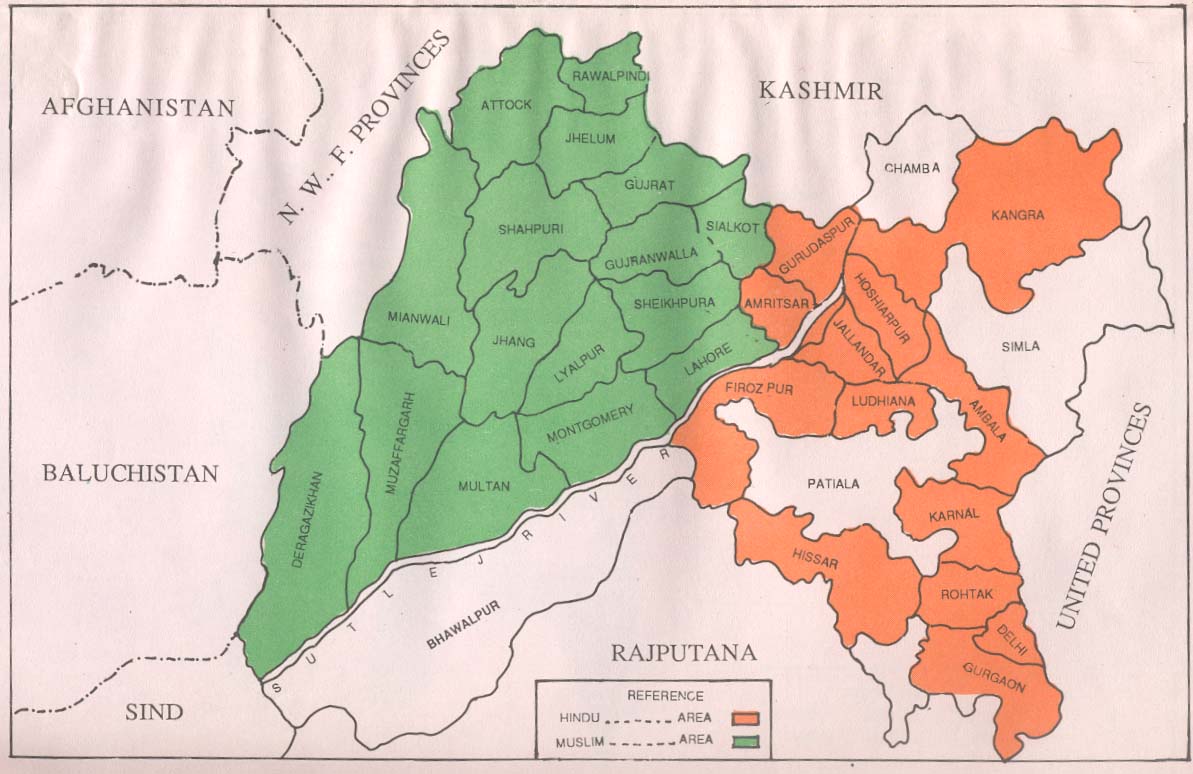 AFGHANISTAN
N. W.. F. PROVINCES
KASHMIR
RAWALPINDI
ATTOCK
JHELUM
CHAMBA
GUJRAT
KANGRA
SHAHPURI
SIALKOT
GURUDASPUR
GUJRANWALLA
HOSHIARPUR
SHEIKHPURA
AMRITSAR
MIANWALI
JHANG
LAHORE
JALLANDAR
SIMLA
LYALPUR
FIROZ PUR
LUDHIANA
AMBALA
MUZAFFARGARH
MONTGOMERY
BALUCHISTAN
MULTAN
PATIALA
DERAGAZIKHAN
KARNAL
HISSAR
UNITED PROVINCES
SUTLEJ RIVER
ROHTAK
BHAWALPUR
DELHI
RAJPUTANA
GURGAON
SIND
REFERENCE
HINDU AREA
MUSLIM AREA